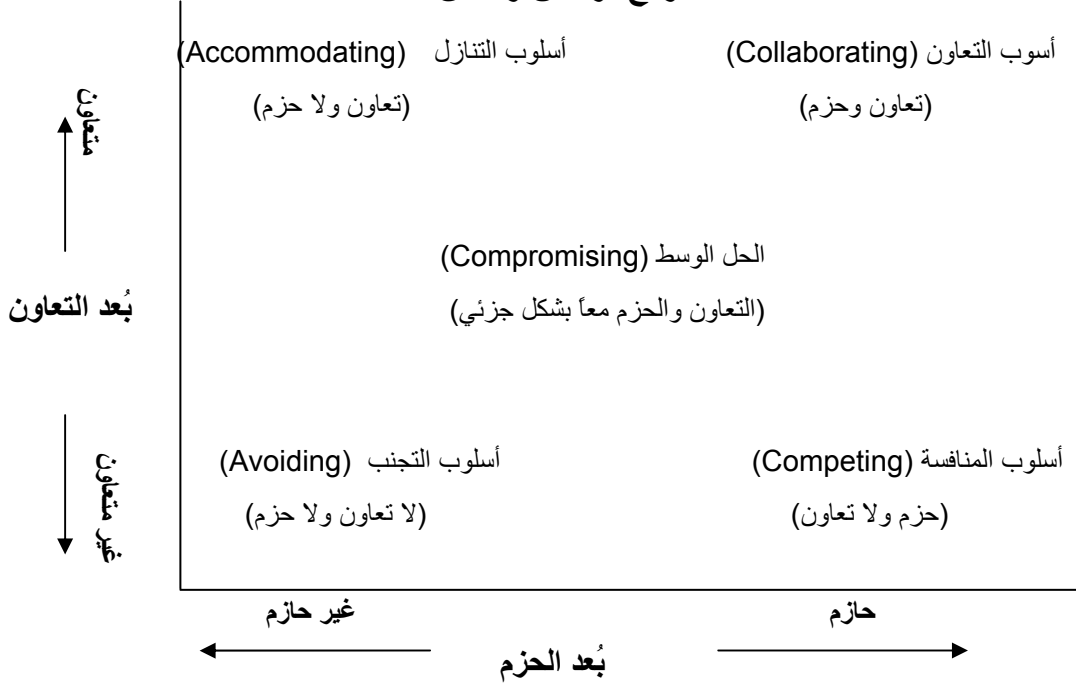 أسوب التعاون (Collaborating)
(تعاون وحزم)
أسلوب التنازل (Accommodating)
(تعاون ولا حزم)
متعاون
الحل الوسط (Compromising)
(التعاون والحزم معاً بشكل جزئي)
بُعد التعاون
أسلوب المنافسة (Competing)
(حزم ولا تعاون)
أسلوب التجنب (Avoiding)
(لا تعاون ولا حزم)
غير متعاون
حازم
غير حازم
بُعد الحزم